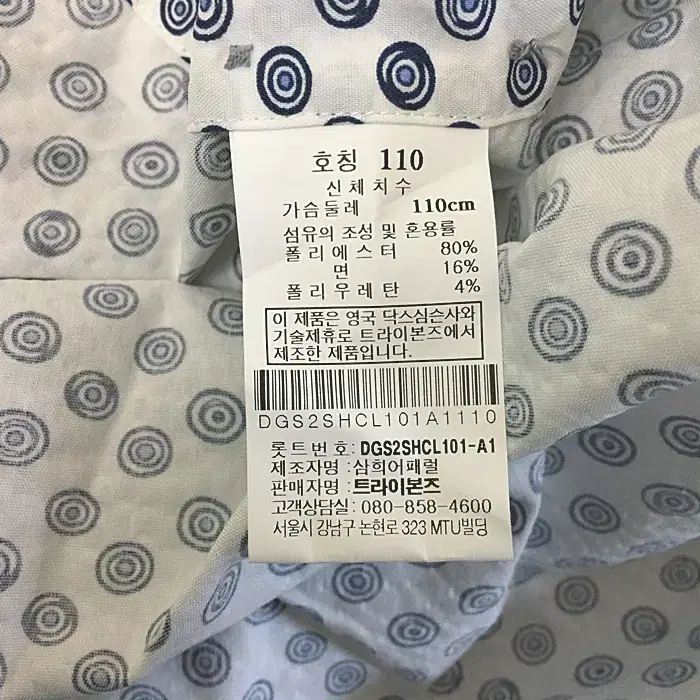 호칭 110
신체치수
가슴둘레 110cm
섬유의 조성 및 혼용률
폴리에스터 80%
면 16%
폴리우레탄 4%
이 제품은 영국 닥스심슨사와
기술제휴로 트라이본즈에서
제조한 제품입니다.
DGS2SHCL101A1110
롯트번호: DGS2SHCL101-A1
제조자명: 삼희어패럴
판매자명: 트라이본즈
고객상담실: 080-858-4600
서울시 강남구 논현로 323 MTU빌딩